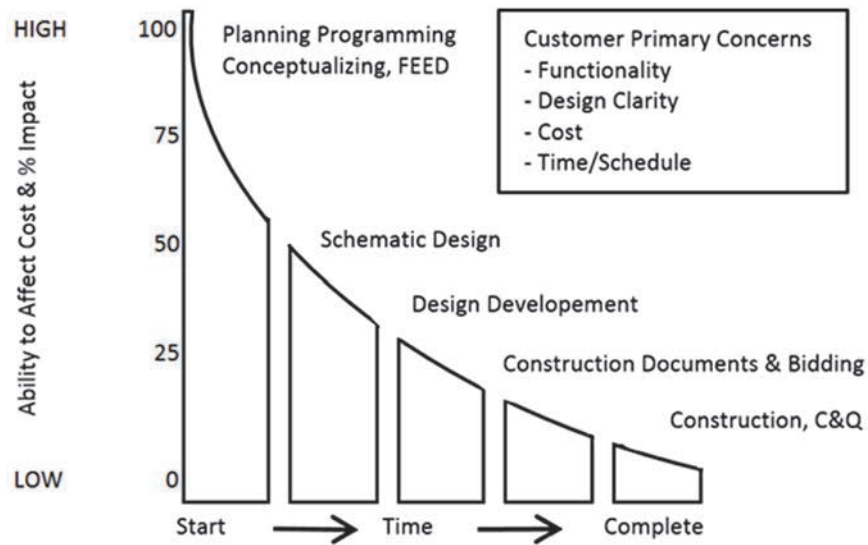 HIGH
100
Planning Programming
Conceptualizing, FEED
Customer Primary Concerns
- Functionality
- Design Clarity
- Cost
- Time/Schedule
Ability to Affect Cost & % Impact
75
50
Schematic Design
Design Developement
25
Construction Documents & Bidding
Construction, C&Q
LOW
0
Start
Time
Complete